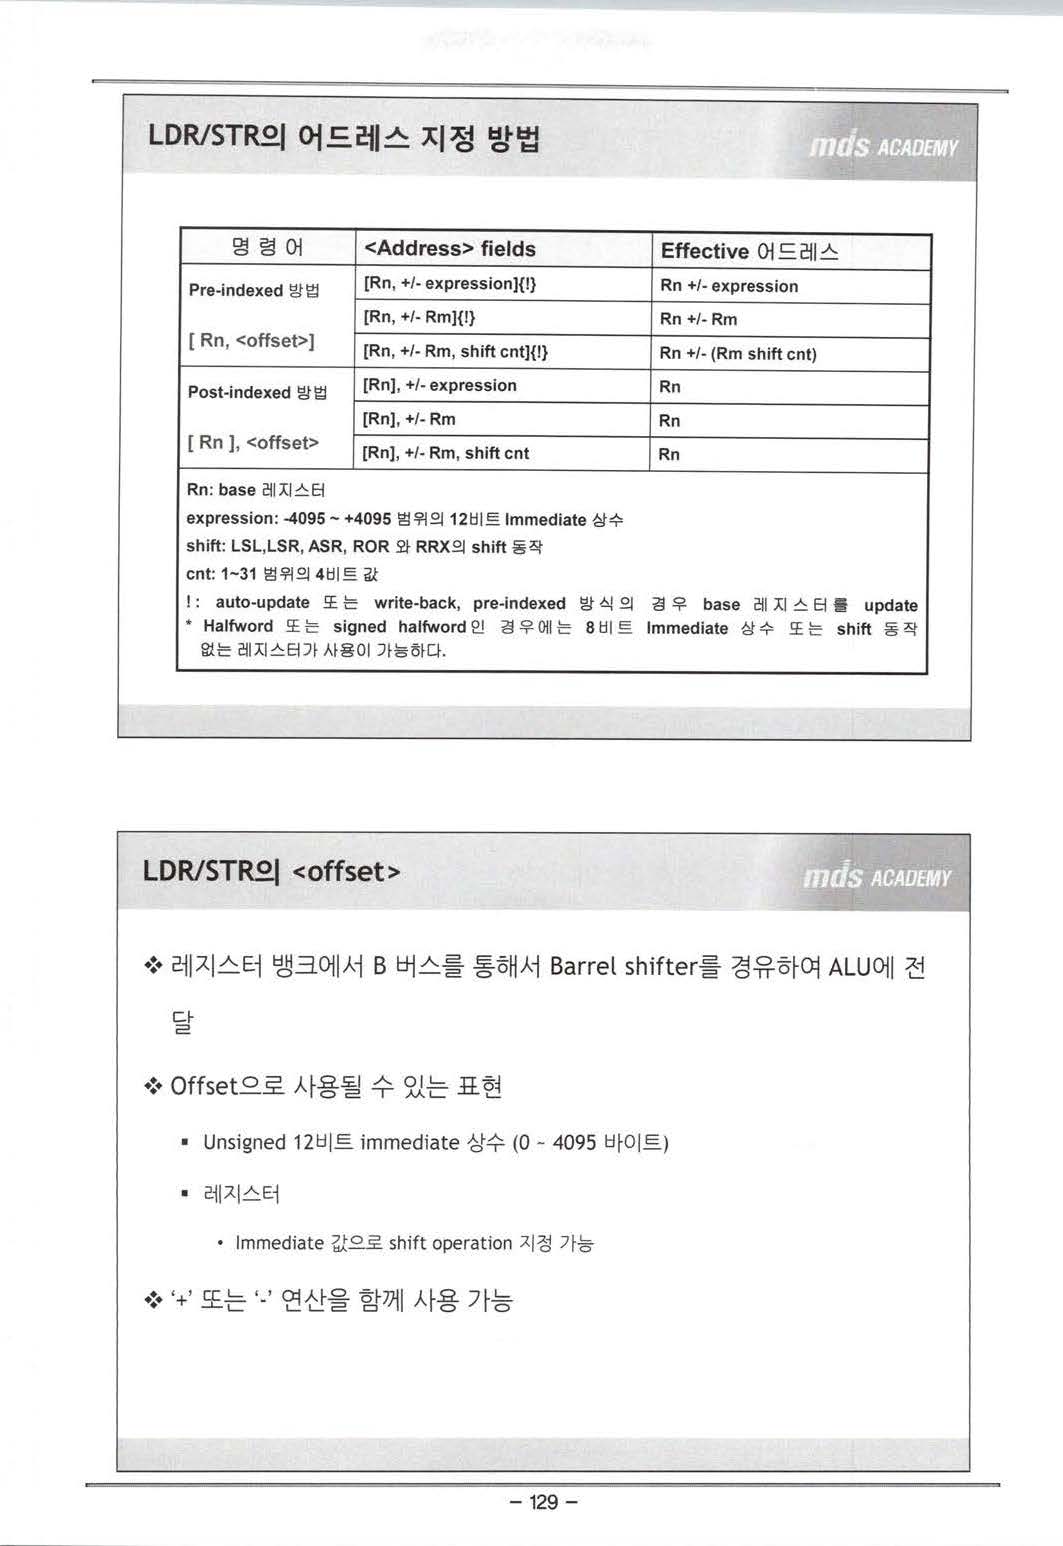 LDR/STR의 어드레스 지정 방법
mds ACADEMY
명 령 어 <Address> fields Effective 어드레스
Pre-indexed 방법
[ Rn, <offset>]
[Rn, +/- expression]{!} Rn +/- expression
[Rn, +/- Rm]{!} Rn +/- Rm
[Rn, +/- Rm, shift cnt]{!} Rn +/- (Rm shift cnt)
Post-indexed 방법
[ Rn ], <offset>
[Rn], +/- expression Rn
[Rn], +/- Rm Rn
[Rn], +/- Rm, shift cnt Rn
Rn: base 레지스터
expression: -4095 ~ +4095 범위의 12비트 Immediate 상수
shift: LSL,LSR, ASR, ROR 와 RRX의 shift 동작
cnt: 1~31 범위의 4비트 값
! : auto-update 또는 write-back, pre-indexed 방식의 경우 base 레지스터를 update
* Halfword 또는 signed halfword인 경우에는 8비트 Immediate 상수 또는 shift 동작
없는 레지스터가 사용이 가능하다.
LDR/STR의 <offset>
mds ACADEMY
❖ 레지스터 뱅크에서 B 버스를 통해서 Barrel shifter를 경유하여 ALU에 전
달
❖ Offset으로 사용될 수 있는 표현
▪ Unsigned 12비트 immediate 상수 (0 ~ 4095 바이트)
▪ 레지스터
• Immediate 값으로 shift operation 지정 가능
❖ '+' 또는 '-' 연산을 함께 사용 가능
- 129 -